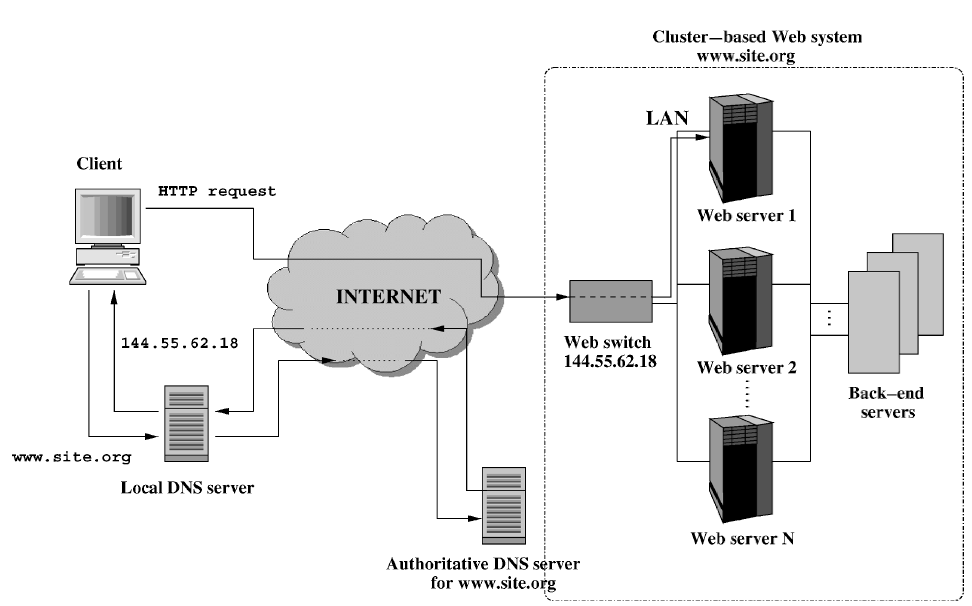 Cluster–based Web system
www.site.org
LAN
Client
HTTP request
Web server 1
INTERNET
Web switch
144.55.62.18
144.55.62.18
Web server 2
Back–end
servers
www.site.org
Local DNS server
Web server N
Authoritative DNS server
for www.site.org